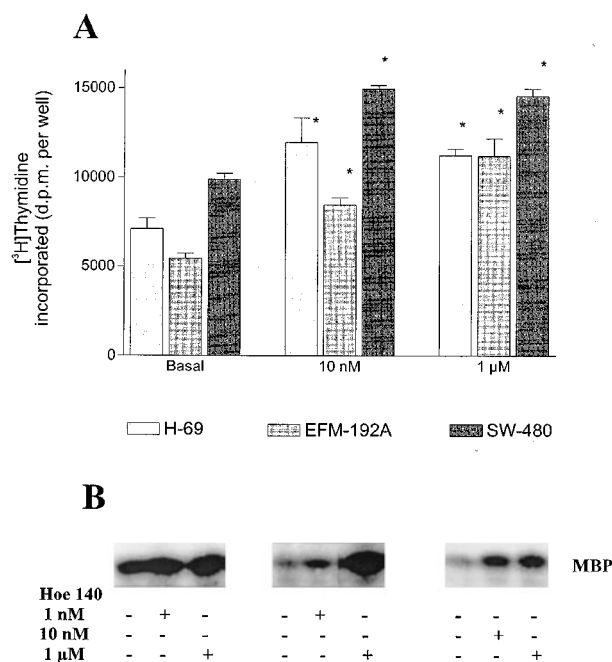 A
[³H]Thymidine
incorporated (d.p.m. per well)
15000
10000
5000
0
* * * * * *
Basal 10 nM 1 µM
H-69 EFM-192A SW-480
B
MBP
Hoe 140
1 nM - + - - + - - - -
10 nM - - - - - - - + -
1 µM - - + - - + - - +